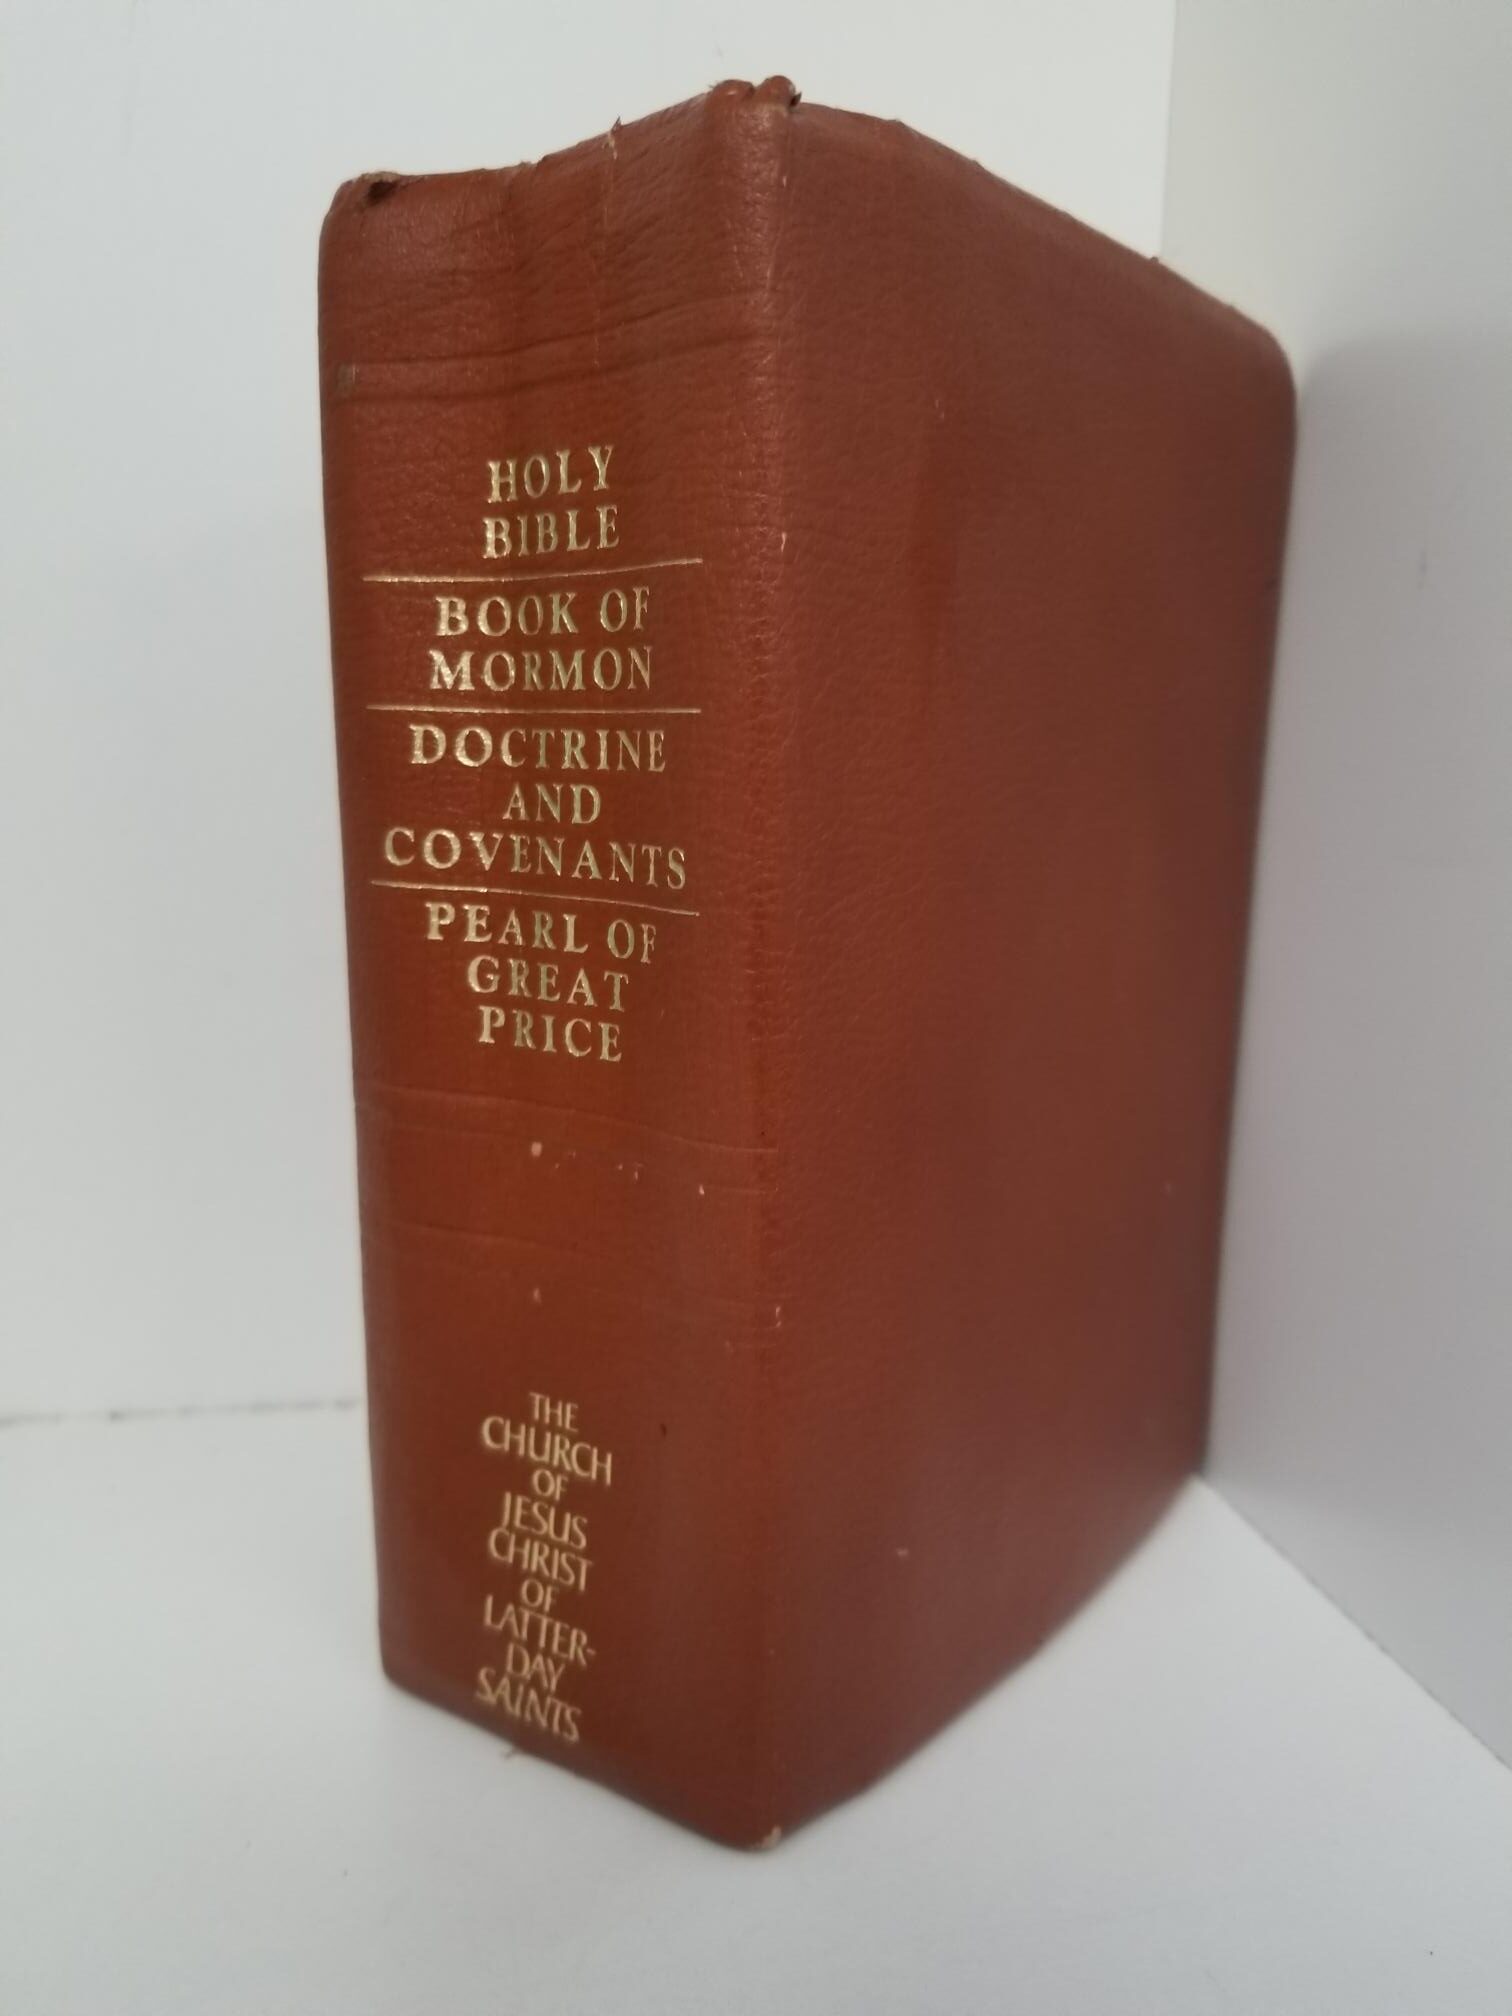 HOLY
BIBLE
BOOK OF
MORMON
DOCTRINE
AND
COVENANTS
PEARL OF
GREAT
PRICE
THE
CHURCH
OF
JESUS
CHRIST
OF
LATTER-
DAY
SAINTS